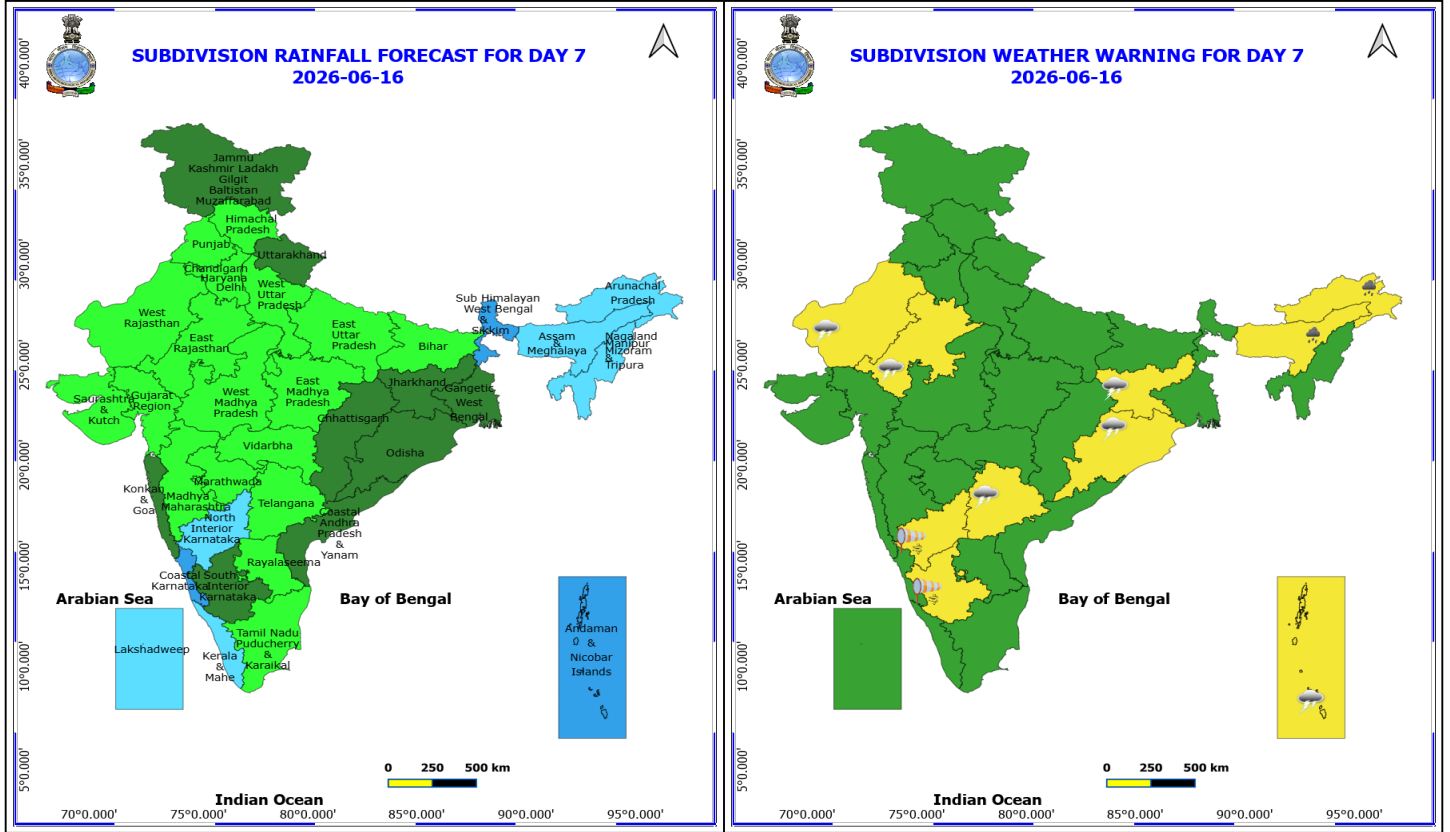 SUBDIVISION RAINFALL FORECAST FOR DAY 7
2026-06-16
40°0.000'
35°0.000'
30°0.000'
25°0.000'
20°0.000'
15°0.000'
10°0.000'
5°0.000'
Jammu
Kashmir Ladakh
Gilgit
Baltistan
Muzaffarabad
Himachal
Pradesh
Punjab
Uttarakhand
Chandigarh
Haryana
Delhi
West
Uttar
Pradesh
West
Rajasthan
East
Rajasthan
East
Uttar
Pradesh
Bihar
Sub Himalayan
West Bengal
&
Sikkim
Arunachal
Pradesh
Assam
&
Meghalaya
Nagaland
Manipur
Mizoram
&
Tripura
Saurashtra
&
Kutch
Gujarat
Region
West
Madhya
Pradesh
East
Madhya
Pradesh
Jharkhand
Gangetic
West
Bengal
Chhattisgarh
Odisha
Vidarbha
Marathwada
Konkan
&
Goa
Madhya
Maharashtra
Telangana
North
Interior
Karnataka
Coastal
Andhra
Pradesh
&
Yanam
Rayalaseema
Coastal
Karnataka
South
Interior
Karnataka
Arabian Sea
Bay of Bengal
Lakshadweep
Kerala
&
Mahe
Tamil Nadu
Puducherry
&
Karaikal
Andaman
&
Nicobar
Islands
0 250 500 km
Indian Ocean
70°0.000' 75°0.000' 80°0.000' 85°0.000' 90°0.000' 95°0.000'
SUBDIVISION WEATHER WARNING FOR DAY 7
2026-06-16
40°0.000'
35°0.000'
30°0.000'
25°0.000'
20°0.000'
15°0.000'
10°0.000'
5°0.000'
Arabian Sea
Bay of Bengal
0 250 500 km
Indian Ocean
70°0.000' 75°0.000' 80°0.000' 85°0.000' 90°0.000' 95°0.000'